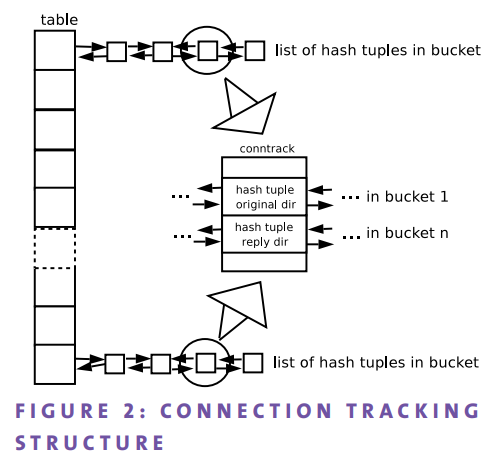 table
list of hash tuples in bucket
conntrack
hash tuple
original dir
... in bucket 1
...
hash tuple
reply dir
... in bucket n
...
list of hash tuples in bucket
FIGURE 2: CONNECTION TRACKING
STRUCTURE